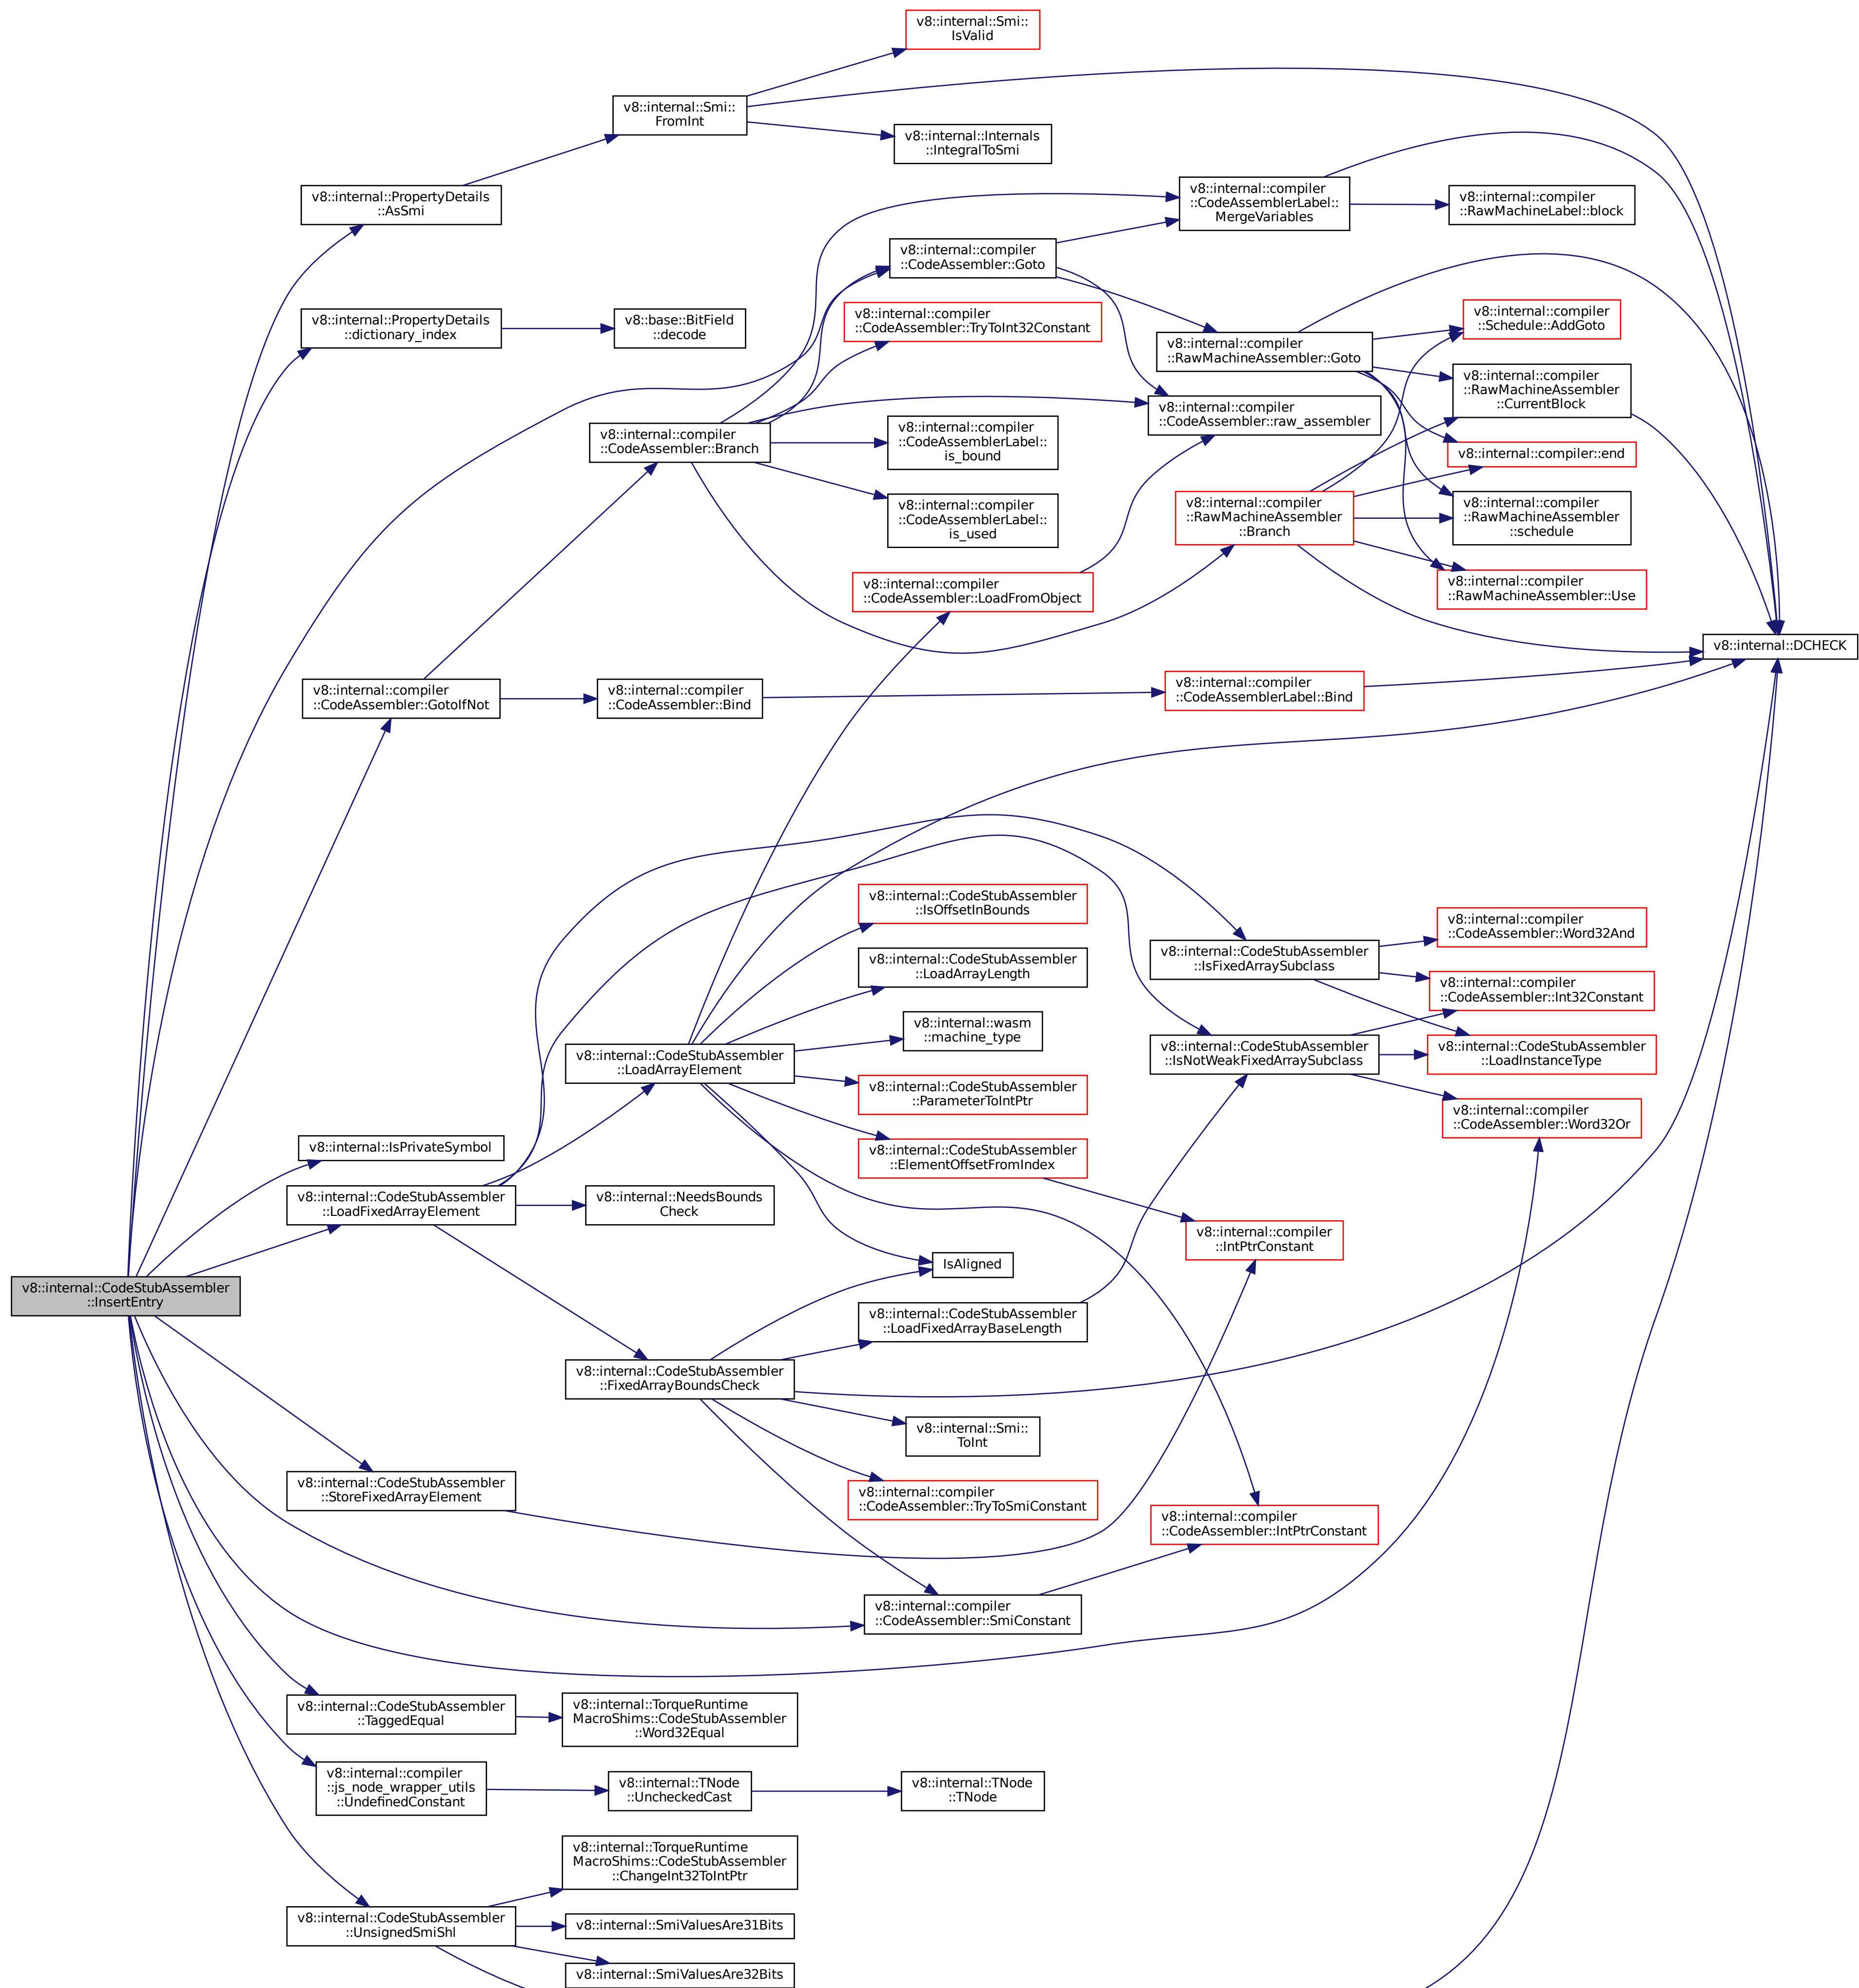 v8::internal::Smi::
IsValid
v8::internal::Smi::
FromInt
v8::internal::Internals
::IntegralToSmi
v8::internal::PropertyDetails
::AsSmi
v8::internal::compiler
::CodeAssemblerLabel::
MergeVariables
v8::internal::compiler
::RawMachineLabel::block
v8::internal::compiler
::CodeAssembler::Goto
v8::internal::PropertyDetails
::dictionary_index
v8::base::BitField
::decode
v8::internal::compiler
::CodeAssembler::TryToInt32Constant
v8::internal::compiler
::RawMachineAssembler::Goto
v8::internal::compiler
::Schedule::AddGoto
v8::internal::compiler
::RawMachineAssembler
::CurrentBlock
v8::internal::compiler
::CodeAssembler::raw_assembler
v8::internal::compiler
::CodeAssembler::Branch
v8::internal::compiler
::CodeAssemblerLabel::
is_bound
v8::internal::compiler::end
v8::internal::compiler
::CodeAssemblerLabel::
is_used
v8::internal::compiler
::RawMachineAssembler
::Branch
v8::internal::compiler
::RawMachineAssembler
::schedule
v8::internal::compiler
::CodeAssembler::LoadFromObject
v8::internal::compiler
::RawMachineAssembler::Use
v8::internal::DCHECK
v8::internal::compiler
::CodeAssembler::GotoIfNot
v8::internal::compiler
::CodeAssembler::Bind
v8::internal::compiler
::CodeAssemblerLabel::Bind
v8::internal::CodeStubAssembler
::IsOffsetInBounds
v8::internal::compiler
::CodeAssembler::Word32And
v8::internal::CodeStubAssembler
::IsFixedArraySubclass
v8::internal::CodeStubAssembler
::LoadArrayLength
v8::internal::compiler
::CodeAssembler::Int32Constant
v8::internal::wasm
::machine_type
v8::internal::CodeStubAssembler
::LoadArrayElement
v8::internal::CodeStubAssembler
::IsNotWeakFixedArraySubclass
v8::internal::CodeStubAssembler
::LoadInstanceType
v8::internal::CodeStubAssembler
::ParameterToIntPtr
v8::internal::compiler
::CodeAssembler::Word32Or
v8::internal::IsPrivateSymbol
v8::internal::CodeStubAssembler
::ElementOffsetFromIndex
v8::internal::CodeStubAssembler
::LoadFixedArrayElement
v8::internal::NeedsBounds
Check
v8::internal::compiler
::IntPtrConstant
IsAligned
v8::internal::CodeStubAssembler
::InsertEntry
v8::internal::CodeStubAssembler
::LoadFixedArrayBaseLength
v8::internal::CodeStubAssembler
::FixedArrayBoundsCheck
v8::internal::Smi::
ToInt
v8::internal::CodeStubAssembler
::StoreFixedArrayElement
v8::internal::compiler
::CodeAssembler::TryToSmiConstant
v8::internal::compiler
::CodeAssembler::IntPtrConstant
v8::internal::compiler
::CodeAssembler::SmiConstant
v8::internal::CodeStubAssembler
::TaggedEqual
v8::internal::TorqueRuntime
MacroShims::CodeStubAssembler
::Word32Equal
v8::internal::compiler
::js_node_wrapper_utils
::UndefinedConstant
v8::internal::TNode
::UncheckedCast
v8::internal::TNode
::TNode
v8::internal::TorqueRuntime
MacroShims::CodeStubAssembler
::ChangeInt32ToIntPtr
v8::internal::CodeStubAssembler
::UnsignedSmiShl
v8::internal::SmiValuesAre31Bits
v8::internal::SmiValuesAre32Bits